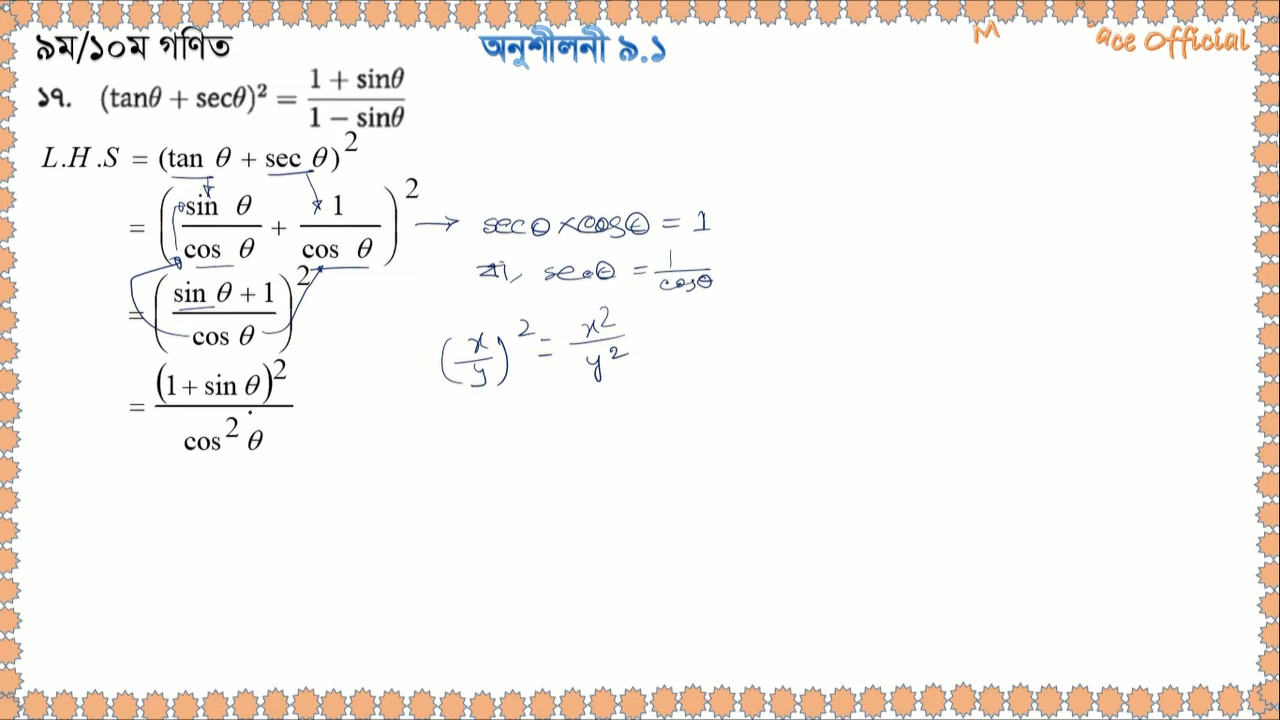 ৯ম/১০ম গণিত
অনুশীলনী ৯.১
M ace Official
১৭. (tanθ + secθ)² = (1 + sinθ)/(1 − sinθ)
L.H.S = (tan θ + sec θ)²
= (sin θ/cos θ + 1/cos θ)² → secθ × cosθ = 1
বা, secθ = 1/cosθ
= ((sin θ + 1)/cos θ)²
(x/y)² = x²/y²
= (1 + sin θ)²/cos² θ